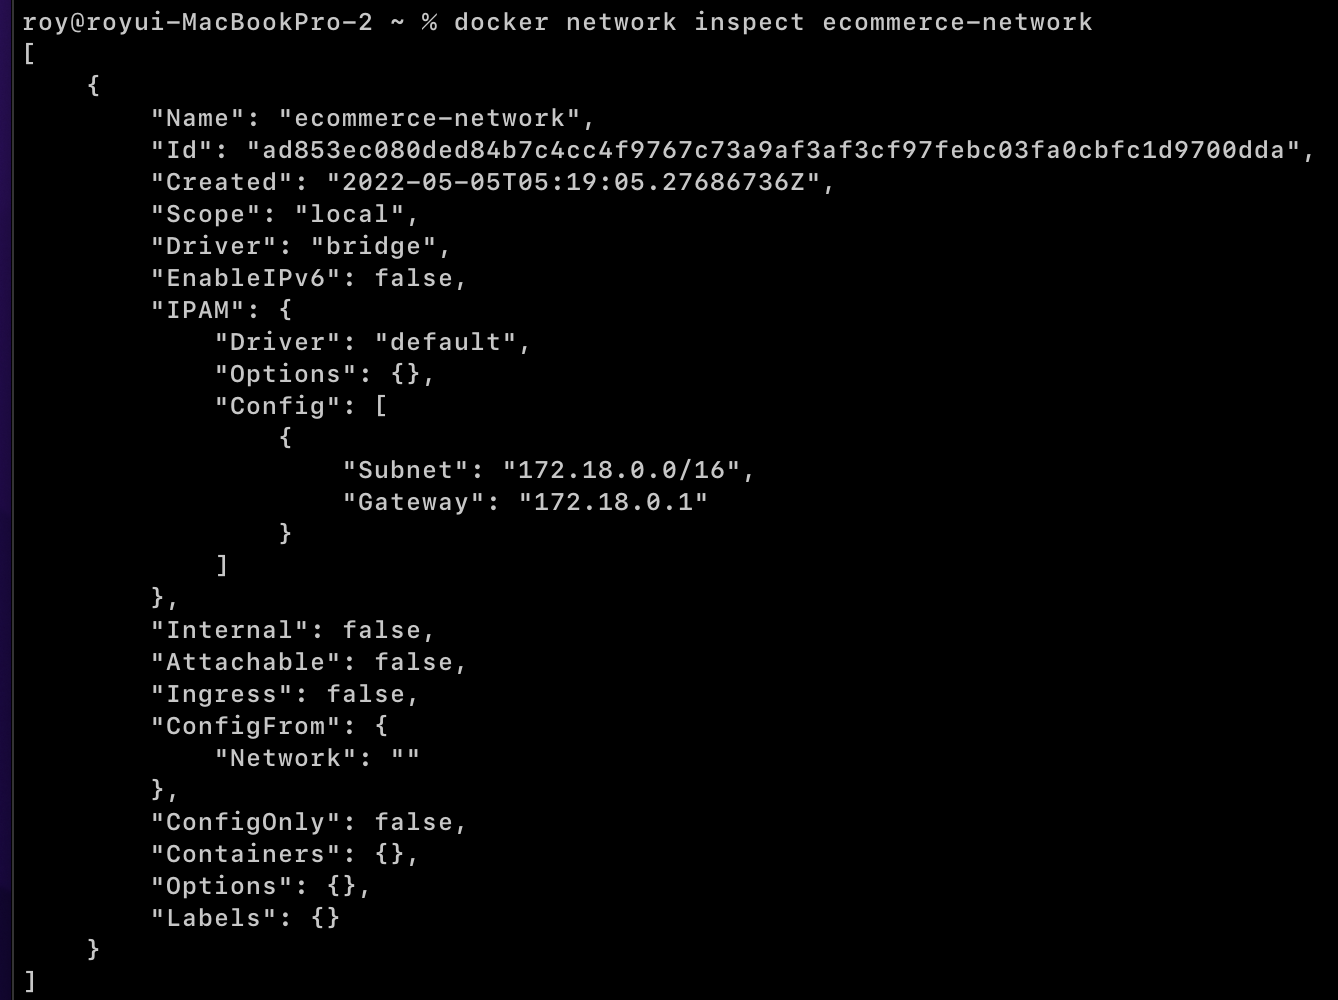 roy@royui-MacBookPro-2 ~ % docker network inspect ecommerce-network
[
    {
        "Name": "ecommerce-network",
        "Id": "ad853ec080ded84b7c4cc4f9767c73a9af3af3cf97febc03fa0cbfc1d9700dda",
        "Created": "2022-05-05T05:19:05.27686736Z",
        "Scope": "local",
        "Driver": "bridge",
        "EnableIPv6": false,
        "IPAM": {
            "Driver": "default",
            "Options": {},
            "Config": [
                {
                    "Subnet": "172.18.0.0/16",
                    "Gateway": "172.18.0.1"
                }
            ]
        },
        "Internal": false,
        "Attachable": false,
        "Ingress": false,
        "ConfigFrom": {
            "Network": ""
        },
        "ConfigOnly": false,
        "Containers": {},
        "Options": {},
        "Labels": {}
    }
]